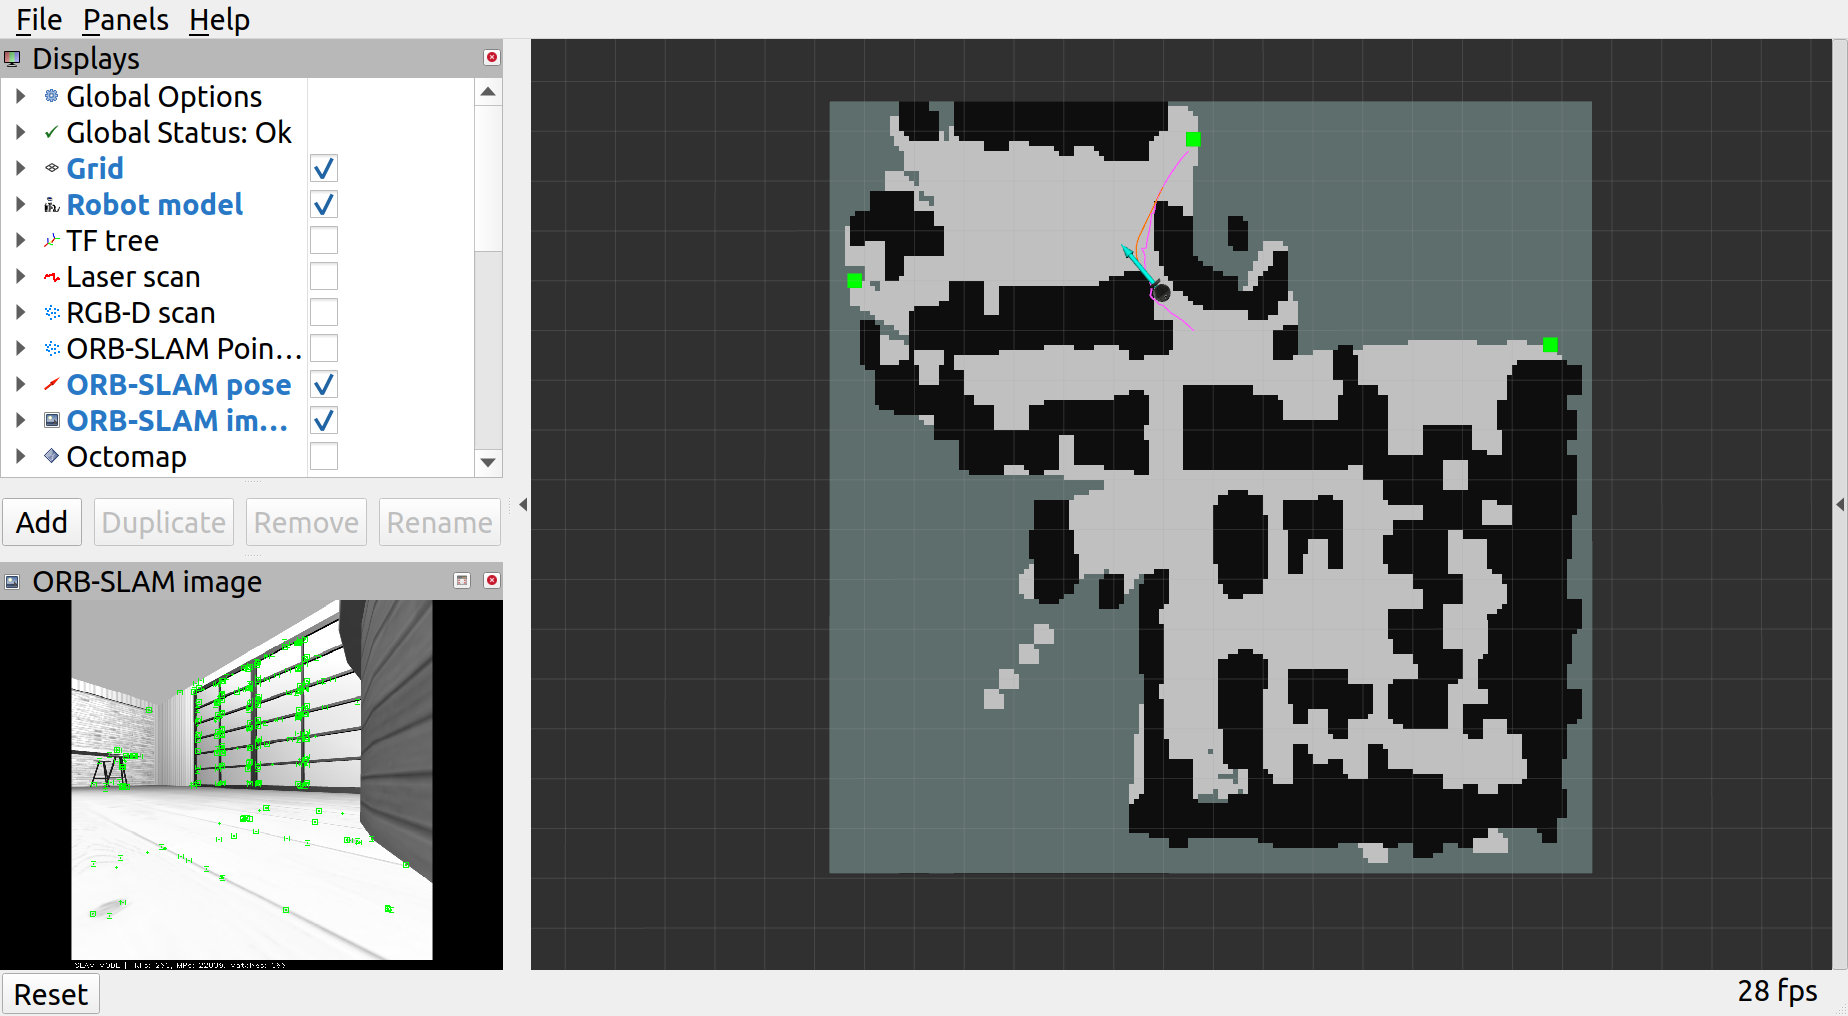 File Panels Help
Displays
Global Options
Global Status: Ok
Grid
Robot model
TF tree
Laser scan
RGB-D scan
ORB-SLAM Poin...
ORB-SLAM pose
ORB-SLAM im...
Octomap
Add Duplicate Remove Rename
ORB-SLAM image
SLAM MODE |
Reset
28 fps